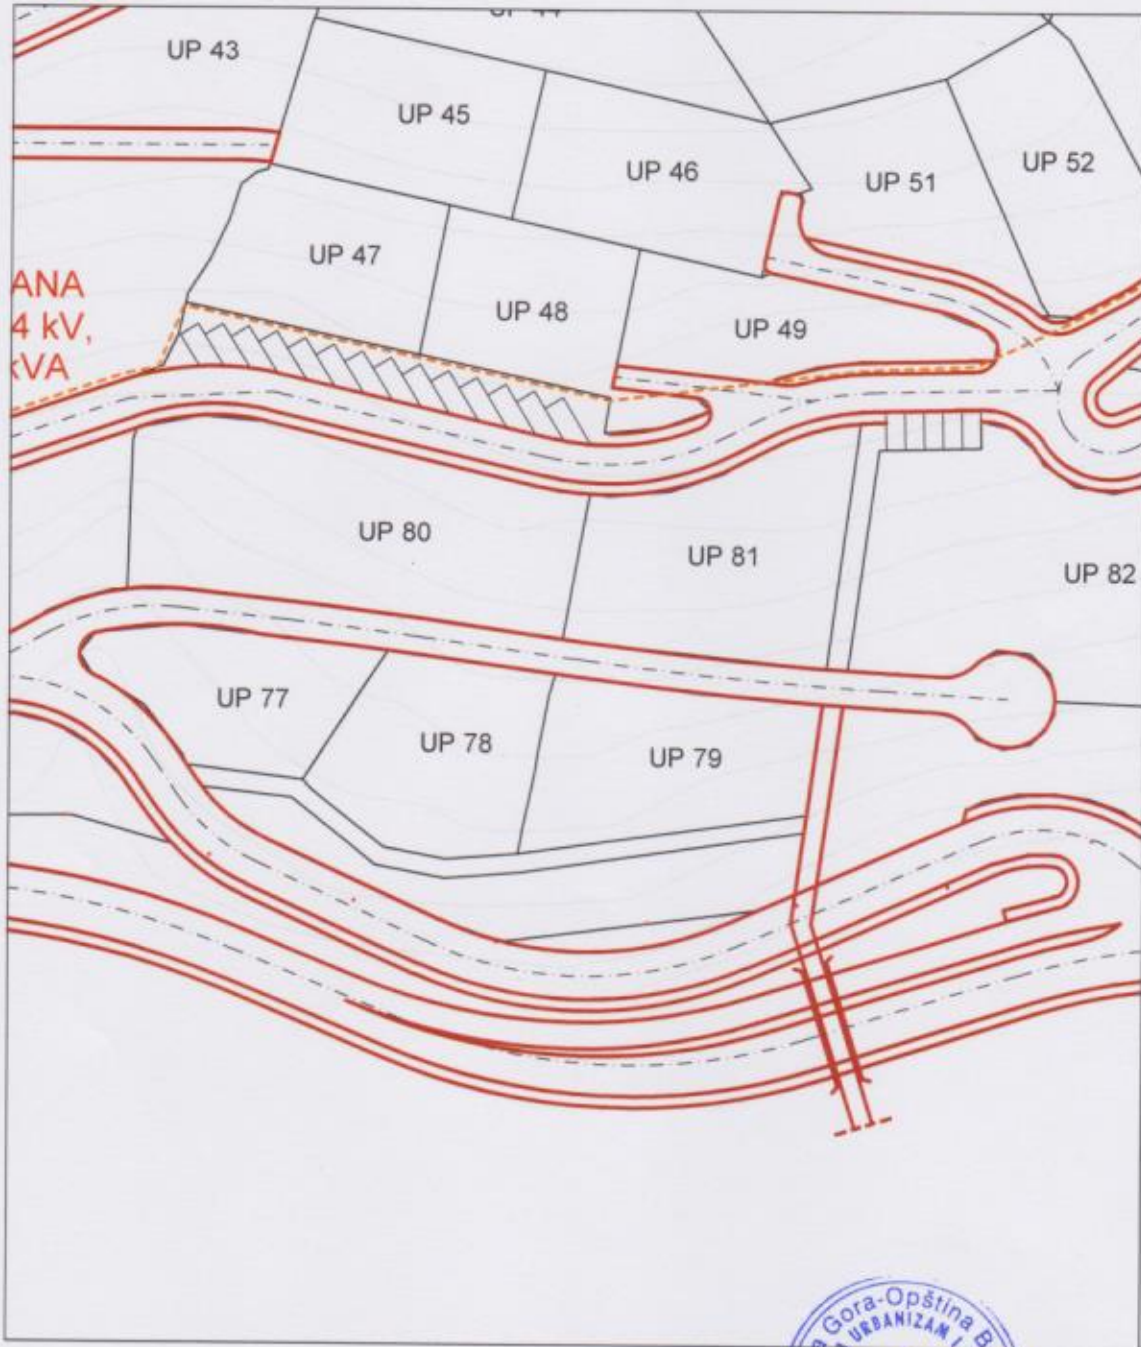 UP 43
UP 45
UP 46
UP 51
UP 52
UP 47
UP 48
UP 49
ANA
4 kV,
kVA
UP 80
UP 81
UP 82
UP 77
UP 78
UP 79
Gora-Opština B
URBANIZAM I